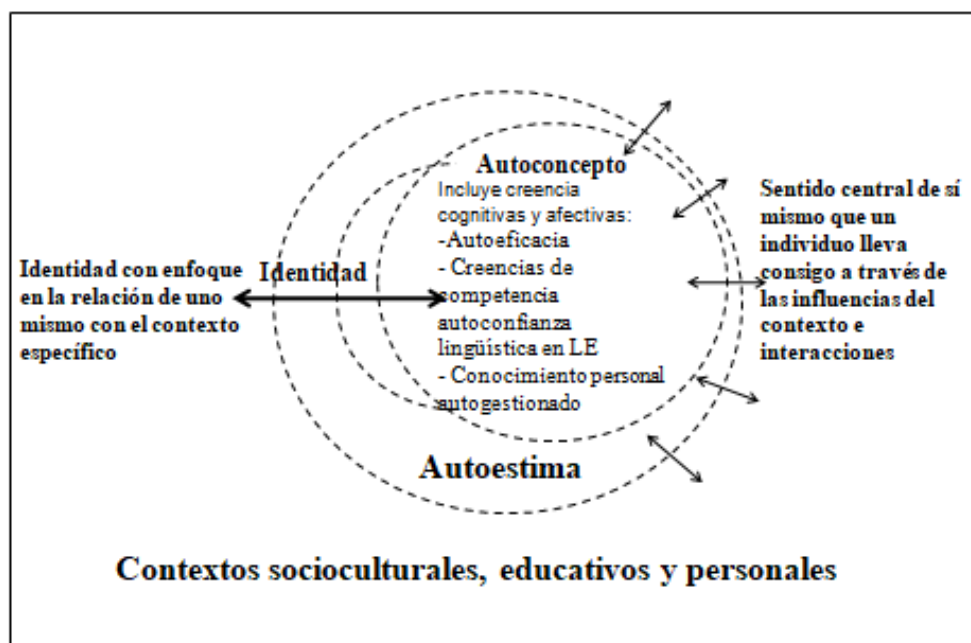 Autoconcepto
Incluye creencia
cognitivas y afectivas:
-Autoeficacia
- Creencias de
competencia
autoconfianza
lingüística en LE
- Conocimiento personal
autogestionado
Identidad con enfoque
en la relación de uno
mismo con el contexto
específico
Identidad
Sentido central de sí
mismo que un
individuo lleva
consigo a través de
las influencias del
contexto e
interacciones
Autoestima
Contextos socioculturales, educativos y personales